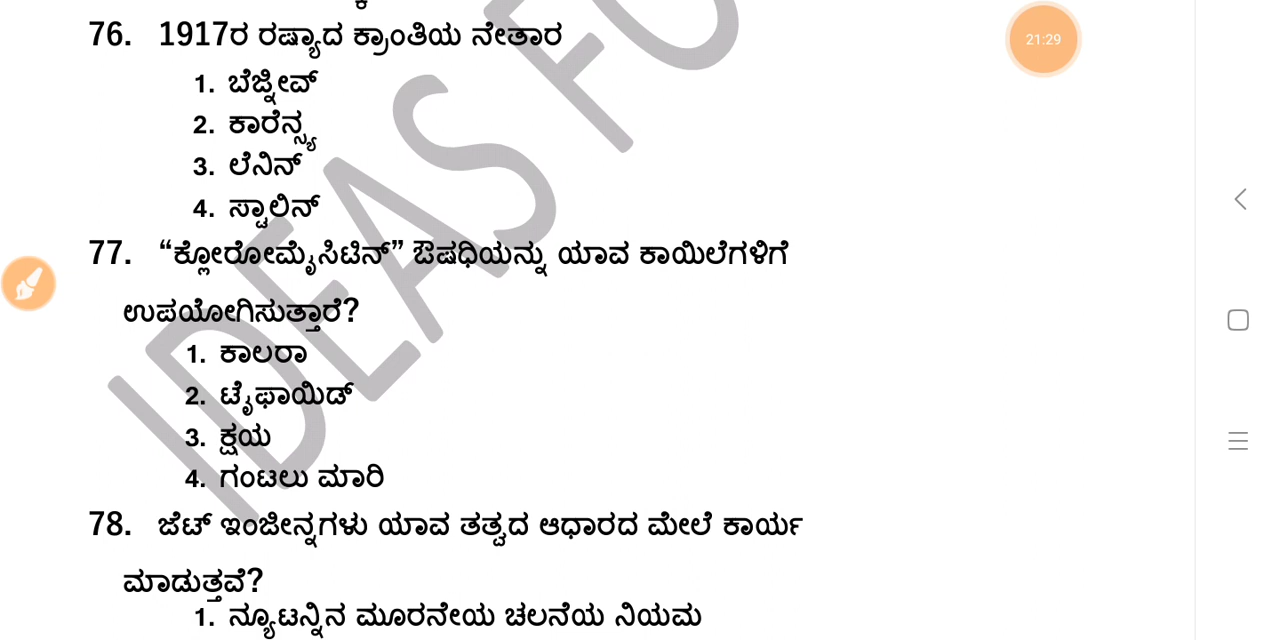 76. 1917ರ ರಷ್ಯಾದ ಕ್ರಾಂತಿಯ ನೇತಾರ
21:29
1. ಬೆಜ್ನೇವ್
2. ಕಾರೆನ್ಸ್ಯ
3. ಲೆನಿನ್
4. ಸ್ಟಾಲಿನ್
77. “ಕ್ಲೋರೋಮೈಸಿಟಿನ್” ಔಷಧಿಯನ್ನು ಯಾವ ಕಾಯಿಲೆಗಳಿಗೆ
ಉಪಯೋಗಿಸುತ್ತಾರೆ?
1. ಕಾಲರಾ
2. ಟೈಫಾಯಿಡ್
3. ಕ್ಷಯ
4. ಗಂಟಲು ಮಾರಿ
78. ಜೆಟ್ ಇಂಜೀನ್ನಗಳು ಯಾವ ತತ್ವದ ಆಧಾರದ ಮೇಲೆ ಕಾರ್ಯ
ಮಾಡುತ್ತವೆ?
1. ನ್ಯೂಟನ್ನಿನ ಮೂರನೇಯ ಚಲನೆಯ ನಿಯಮ
IDEAS